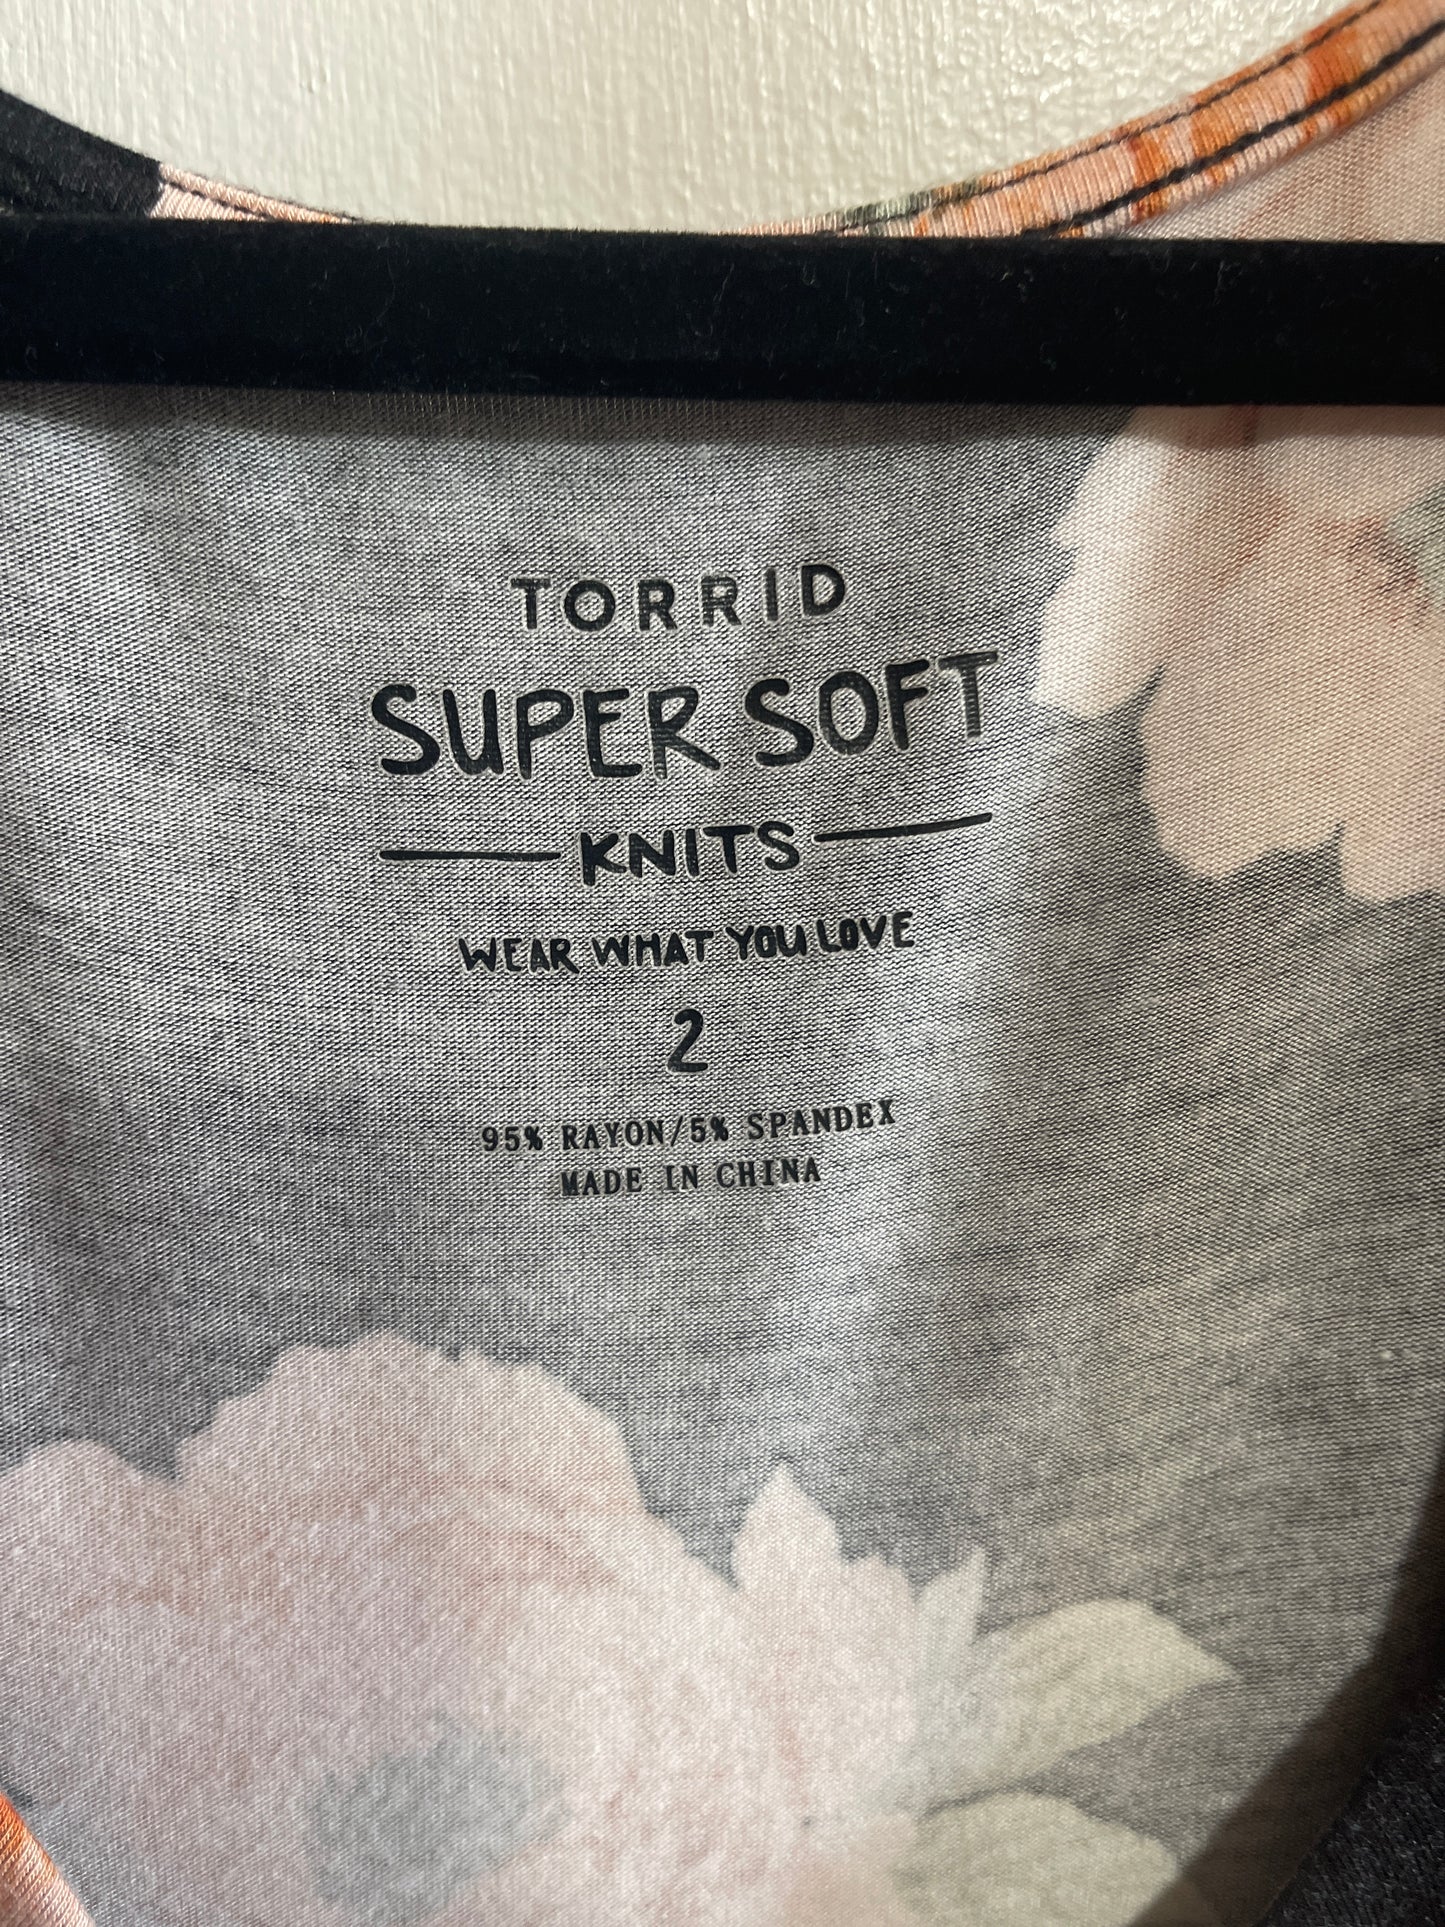 TORRID
SUPER SOFT
KNITS
WEAR WHAT YOU LOVE
2
95% RAYON/5% SPANDEX
MADE IN CHINA